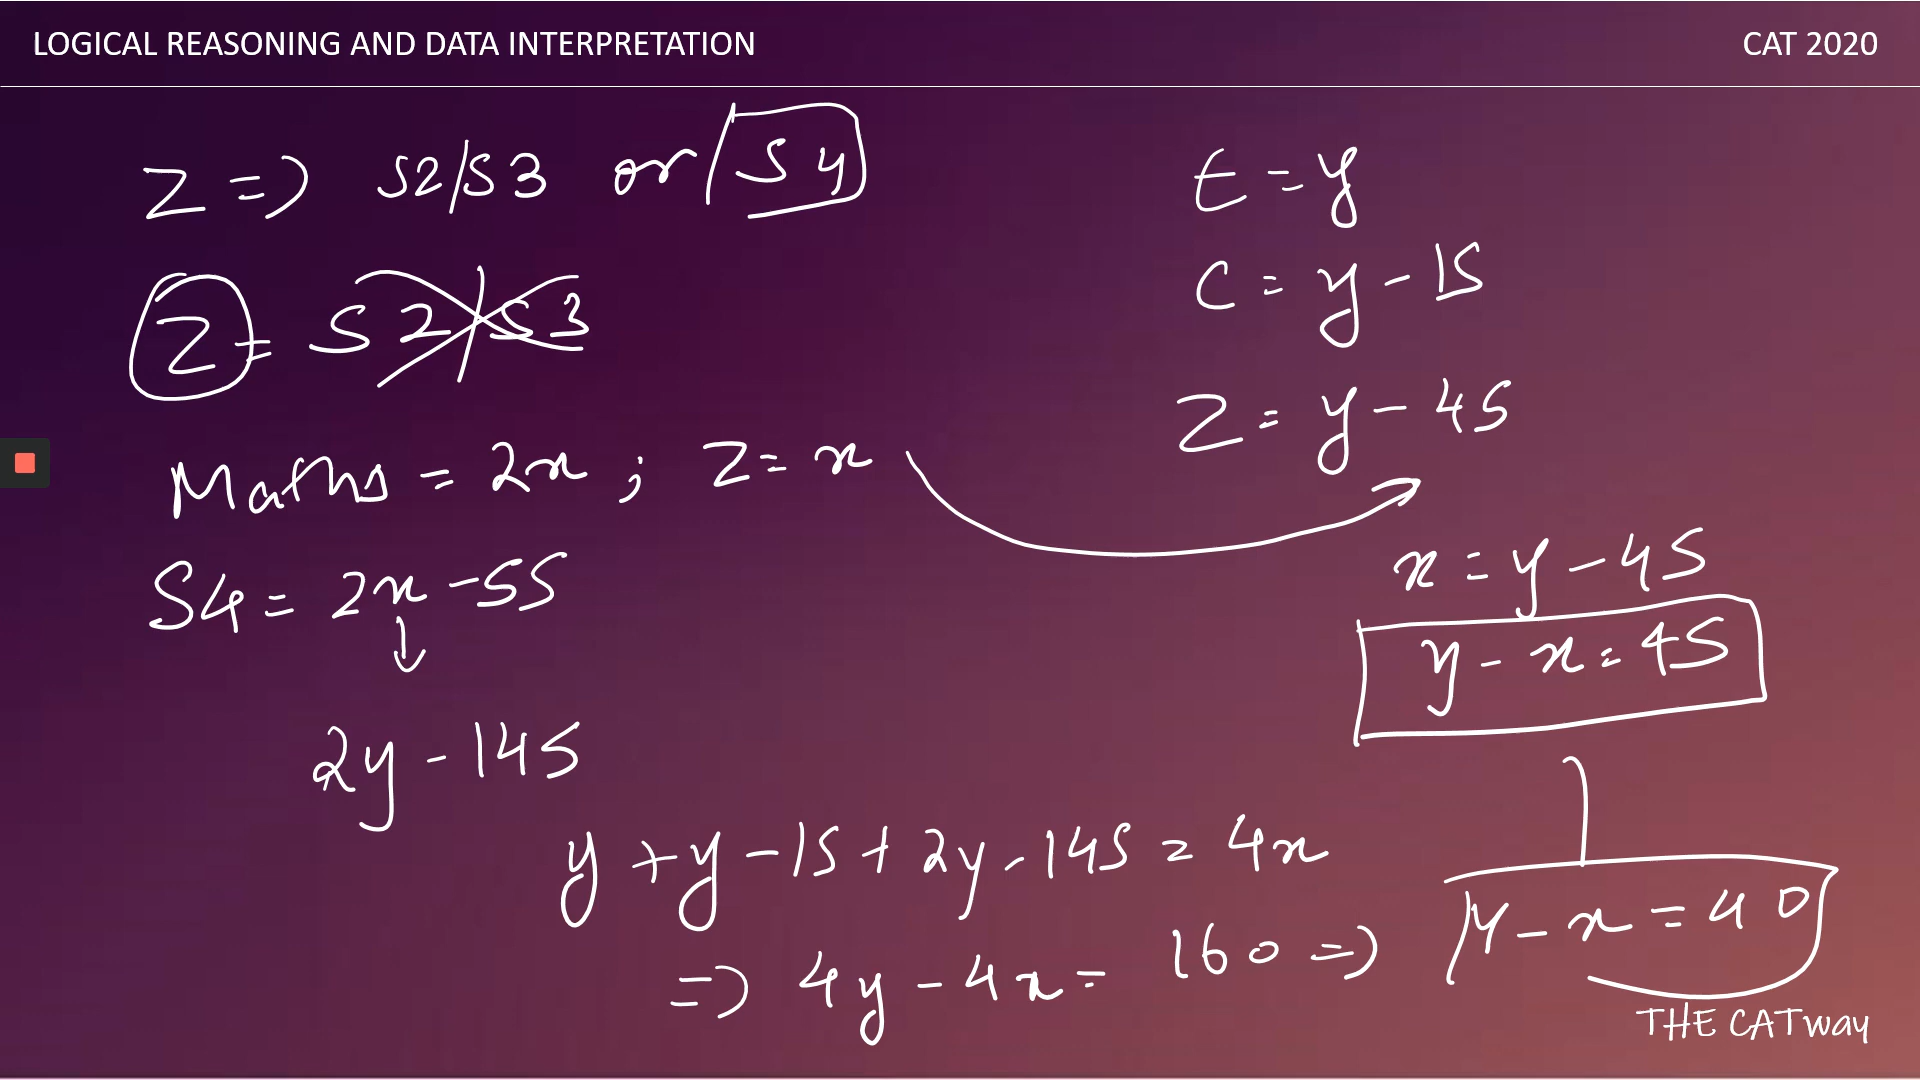 LOGICAL REASONING AND DATA INTERPRETATION
CAT 2020
Z => S2/S3 or S4
Z = S2/S3
Maths = 2x ; Z = x
S4 = 2x - 55
2y - 145
t = y
C = y - 15
Z = y - 45
x = y - 45
y - x = 45
y + y - 15 + 2y - 145 = 4x
=> 4y - 4x = 160 =>
y - x = 40
THE CATway